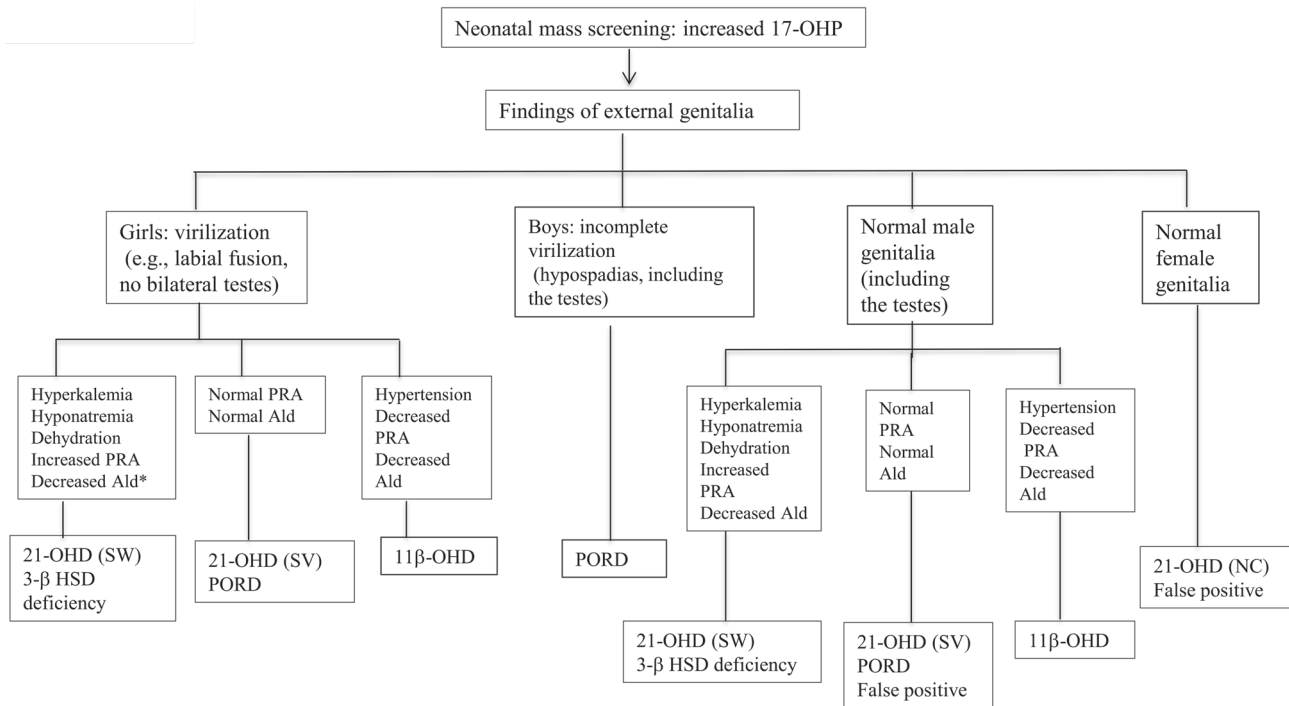 Neonatal mass screening: increased 17-OHP
Findings of external genitalia
Girls: virilization
(e.g., labial fusion,
no bilateral testes)
Boys: incomplete
virilization
(hypospadias, including
the testes)
Normal male
genitalia
(including
the testes)
Normal
female
genitalia
Hyperkalemia
Hyponatremia
Dehydration
Increased PRA
Decreased Ald*
Normal PRA
Normal Ald
Hypertension
Decreased
PRA
Decreased
Ald
Hyperkalemia
Hyponatremia
Dehydration
Increased
PRA
Decreased Ald
Normal
PRA
Normal
Ald
Hypertension
Decreased
PRA
Decreased
Ald
21-OHD (SW)
3-β HSD
deficiency
21-OHD (SV)
PORD
11β-OHD
PORD
21-OHD (SW)
3-β HSD deficiency
21-OHD (SV)
PORD
False positive
11β-OHD
21-OHD (NC)
False positive